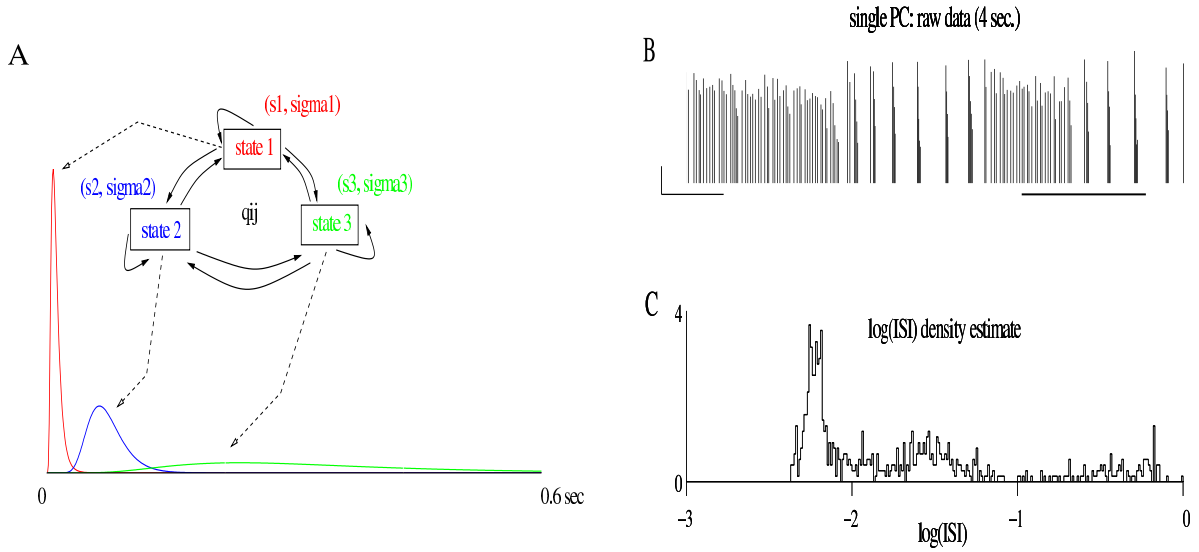 A
(s1, sigma1)
state 1
(s2, sigma2)
(s3, sigma3)
state 2
qij
state 3
0
0.6 sec
single PC: raw data (4 sec.)
B
C
4
log(ISI) density estimate
0
−3
−2
−1
0
log(ISI)